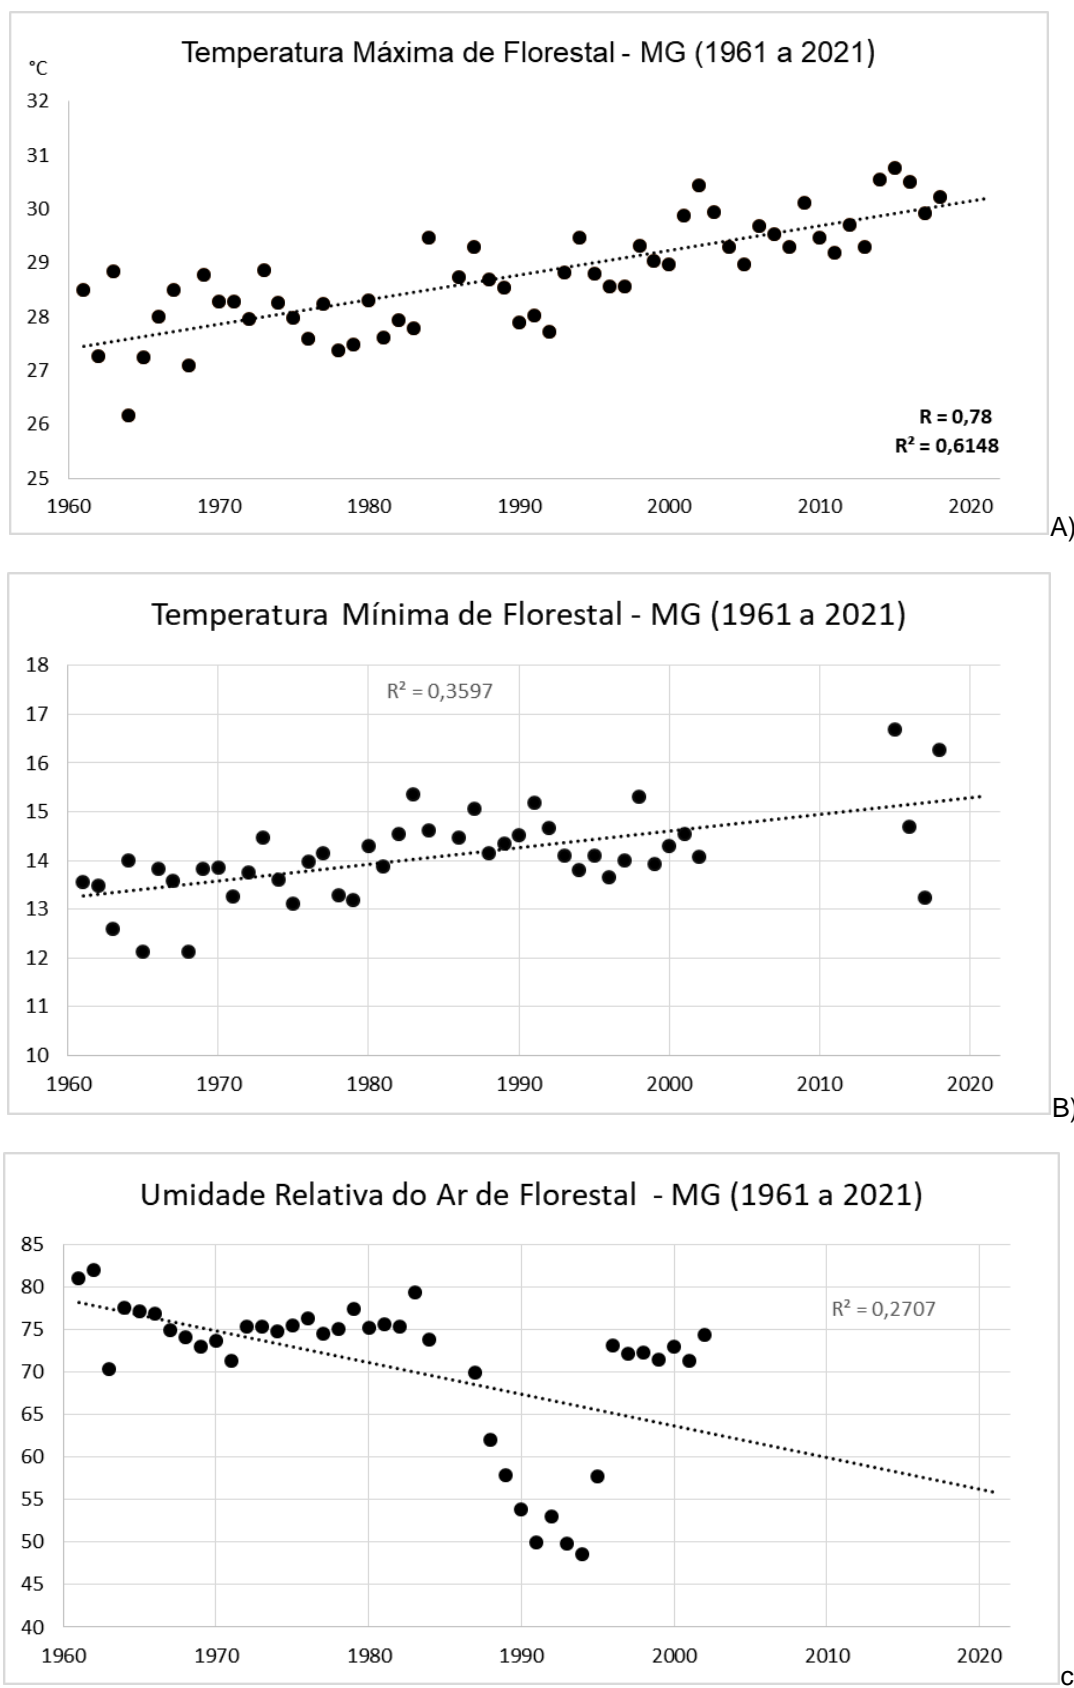 Temperatura Máxima de Florestal - MG (1961 a 2021)
°C
32
31
30
29
28
27
26
25
R = 0,78
R² = 0,6148
1960 1970 1980 1990 2000 2010 2020
A)
Temperatura Mínima de Florestal - MG (1961 a 2021)
18
R² = 0,3597
17
16
15
14
13
12
11
10
1960 1970 1980 1990 2000 2010 2020
B)
Umidade Relativa do Ar de Florestal - MG (1961 a 2021)
85
80
R² = 0,2707
75
70
65
60
55
50
45
40
1960 1970 1980 1990 2000 2010 2020
c